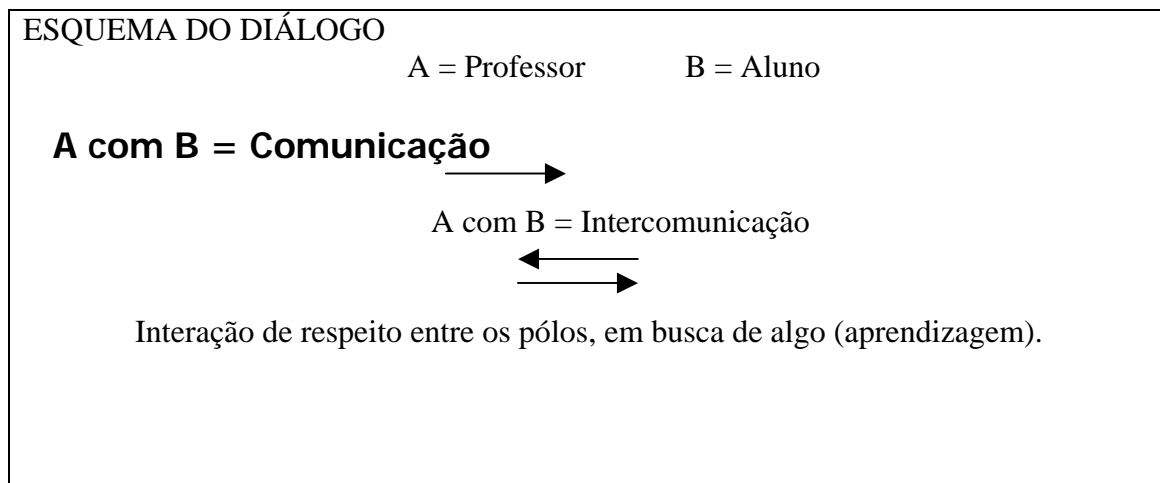 ESQUEMA DO DIÁLOGO
A = Professor B = Aluno
A com B = Comunicação
A com B = Intercomunicação
Interação de respeito entre os pólos, em busca de algo (aprendizagem).